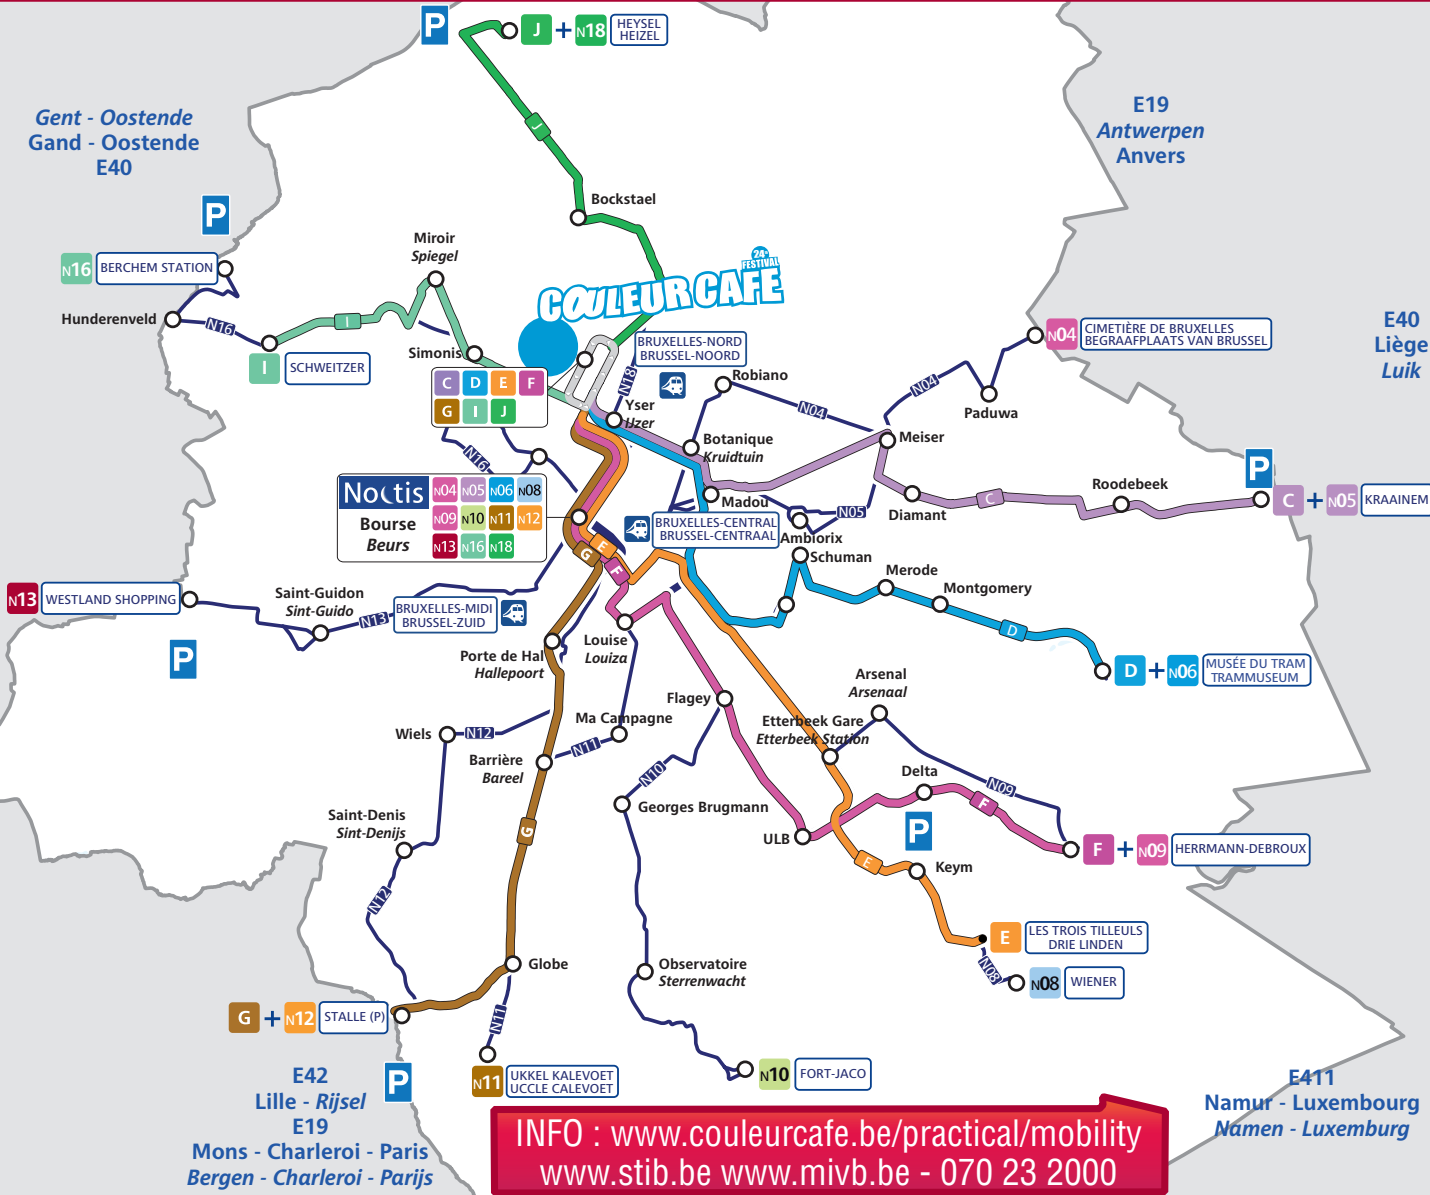 P
J + N18 HEYSEL
HEIZEL
Gent - Oostende
Gand - Oostende
E40
E19
Antwerpen
Anvers
J
P
Bockstael
Miroir
Spiegel
24e
FESTIVAL
COULEUR CAFE
N16 BERCHEM STATION
Hunderenveld
N16
I
I SCHWEITZER
Simonis
C D E F
G I J
BRUXELLES-NORD
BRUSSEL-NOORD
N18
Yser
IJzer
Robiano
N04
N04
N04 CIMETIÈRE DE BRUXELLES
BEGRAAFPLAATS VAN BRUSSEL
E40
Liège
Luik
Paduwa
Botanique
Kruidtuin
Meiser
N16
Noctis N04 N05 N06 N08
Bourse
Beurs
N09 N10 N11 N12
N13 N16 N18
Madou
Diamant
C
Roodebeek
P
C + N05 KRAAINEM
N05
BRUXELLES-CENTRAL
BRUSSEL-CENTRAAL
Ambiorix
Schuman
E
G
F
Merode
Montgomery
D
D + N06 MUSÉE DU TRAM
TRAMMUSEUM
N13 WESTLAND SHOPPING
Saint-Guidon
Sint-Guido
N13
BRUXELLES-MIDI
BRUSSEL-ZUID
P
Louise
Louiza
Porte de Hal
Hallepoort
Flagey
Arsenal
Arsenaal
Etterbeek Gare
Etterbeek Station
Wiels
N12
Ma Campagne
N11
Barrière
Bareel
N10
Georges Brugmann
Delta
N09
F
P
ULB
F + N09 HERRMANN-DEBROUX
Saint-Denis
Sint-Denijs
G
E
Keym
N12
E LES TROIS TILLEULS
DRIE LINDEN
N08
N08 WIENER
Globe
Observatoire
Sterrenwacht
G + N12 STALLE (P)
N11
N11 UKKEL KALEVOET
UCCLE CALEVOET
N10 FORT-JACO
P
E42
Lille - Rijsel
E19
Mons - Charleroi - Paris
Bergen - Charleroi - Parijs
E411
Namur - Luxembourg
Namen - Luxemburg
INFO : www.couleurcafe.be/practical/mobility
www.stib.be www.mivb.be - 070 23 2000